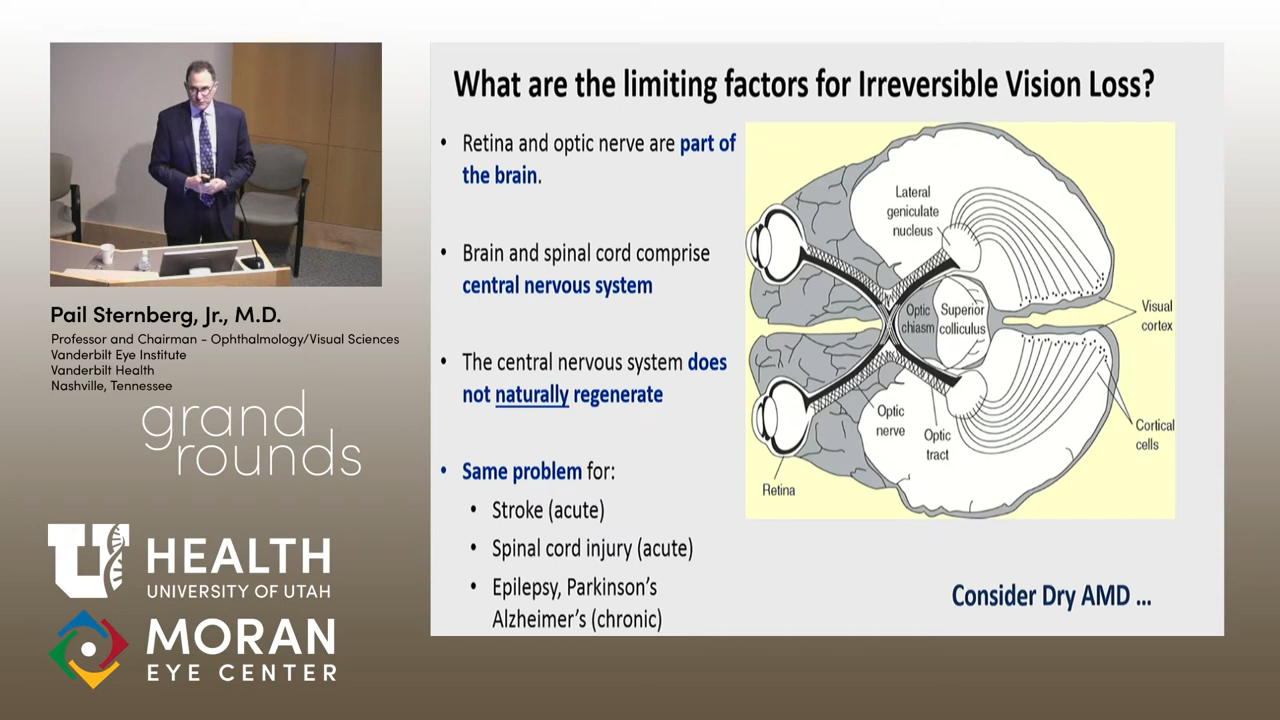 Pail Sternberg, Jr., M.D.
Professor and Chairman - Ophthalmology/Visual Sciences
Vanderbilt Eye Institute
Vanderbilt Health
Nashville, Tennessee
grand
rounds
U HEALTH
UNIVERSITY OF UTAH
MORAN
EYE CENTER
What are the limiting factors for Irreversible Vision Loss?
• Retina and optic nerve are part of
the brain.
• Brain and spinal cord comprise
central nervous system
• The central nervous system does
not naturally regenerate
• Same problem for:
• Stroke (acute)
• Spinal cord injury (acute)
• Epilepsy, Parkinson's
Alzheimer's (chronic)
Lateral
geniculate
nucleus
Optic
chiasm
Superior
colliculus
Visual
cortex
Optic
nerve
Optic
tract
Cortical
cells
Retina
Consider Dry AMD ...